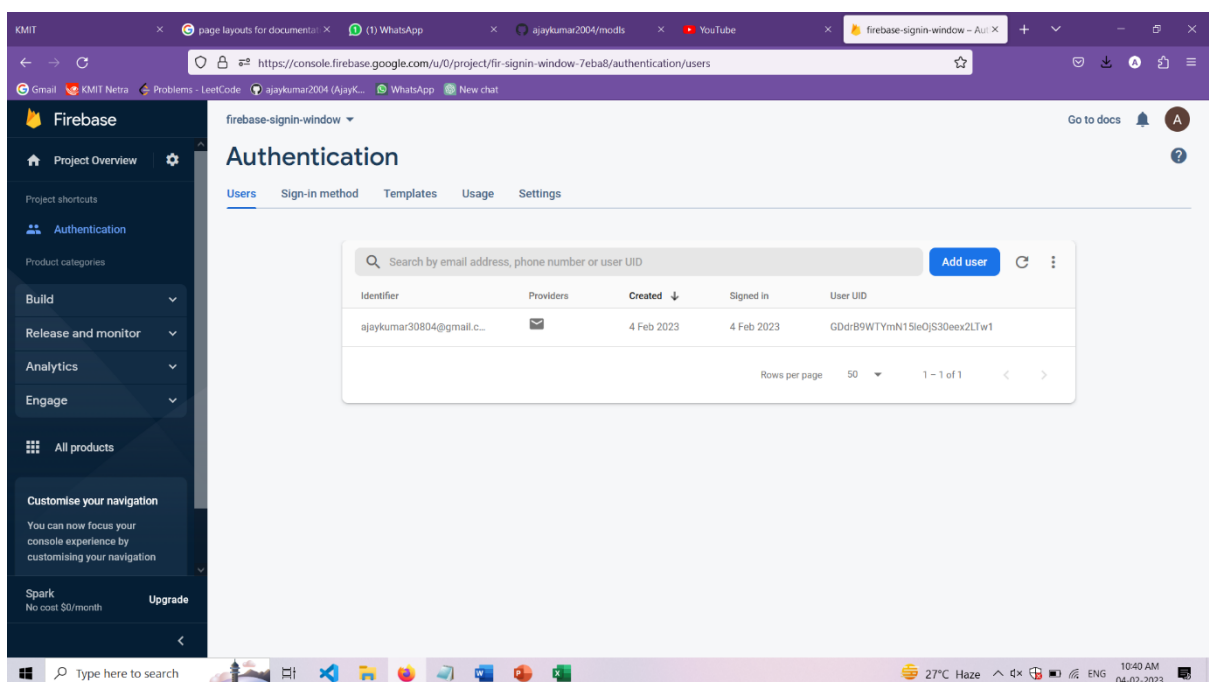 KMIT
page layouts for documentat
(1) WhatsApp
ajaykumar2004/modls
YouTube
firebase-signin-window – Aut
https://console.firebase.google.com/u/0/project/fir-signin-window-7eba8/authentication/users
Gmail KMIT Netra Problems - LeetCode ajaykumar2004 (AjayK... WhatsApp New chat
Firebase
firebase-signin-window
Go to docs
A
Project Overview
Authentication
Project shortcuts
Users Sign-in method Templates Usage Settings
Authentication
Product categories
Search by email address, phone number or user UID
Add user
Build
Identifier Providers Created Signed in User UID
Release and monitor
ajaykumar30804@gmail.c... 4 Feb 2023 4 Feb 2023 GDdrB9WTYmN15leOjS30eex2LTw1
Analytics
Rows per page 50 1 – 1 of 1
Engage
All products
Customise your navigation
You can now focus your
console experience by
customising your navigation
Spark
No cost $0/month
Upgrade
Type here to search
27°C Haze
ENG
10:40 AM
04-02-2023